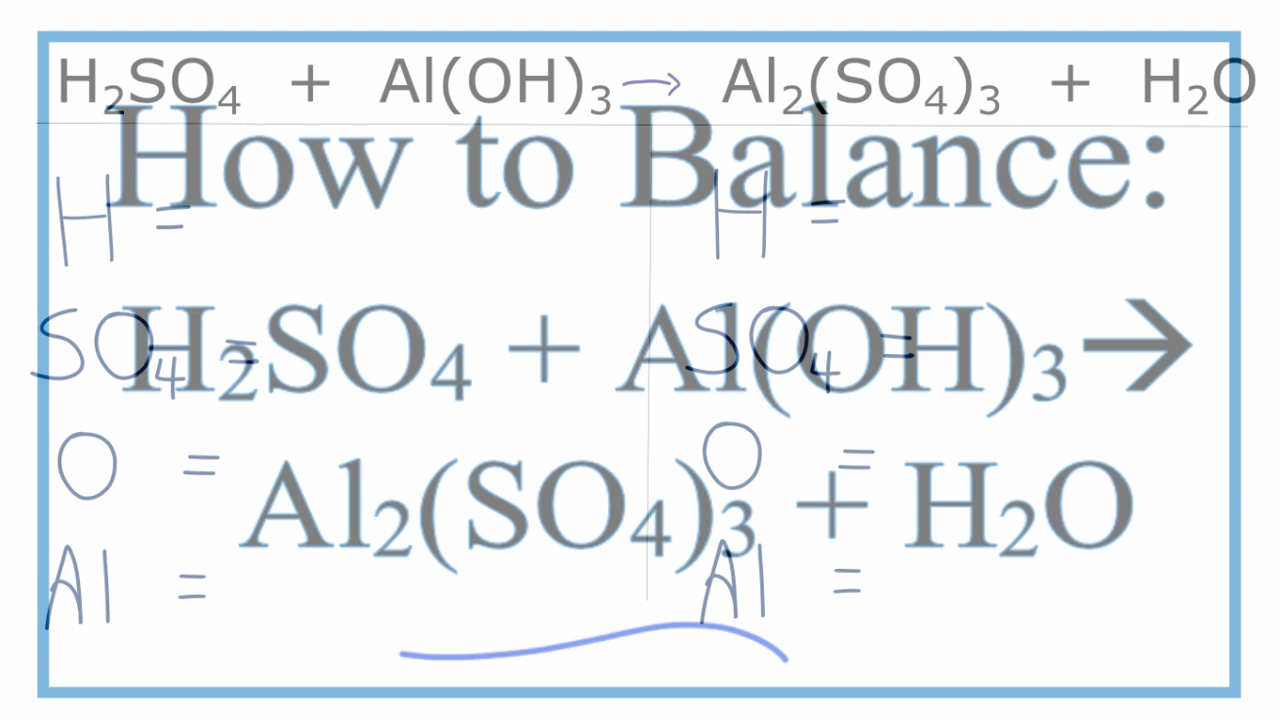 H₂SO₄ + Al(OH)₃ → Al₂(SO₄)₃ + H₂O
How to Balance:
H = H =
H₂SO₄ + Al(OH)₃ →
SO₄ = SO₄ =
O = O =
Al₂(SO₄)₃ + H₂O
Al = Al =